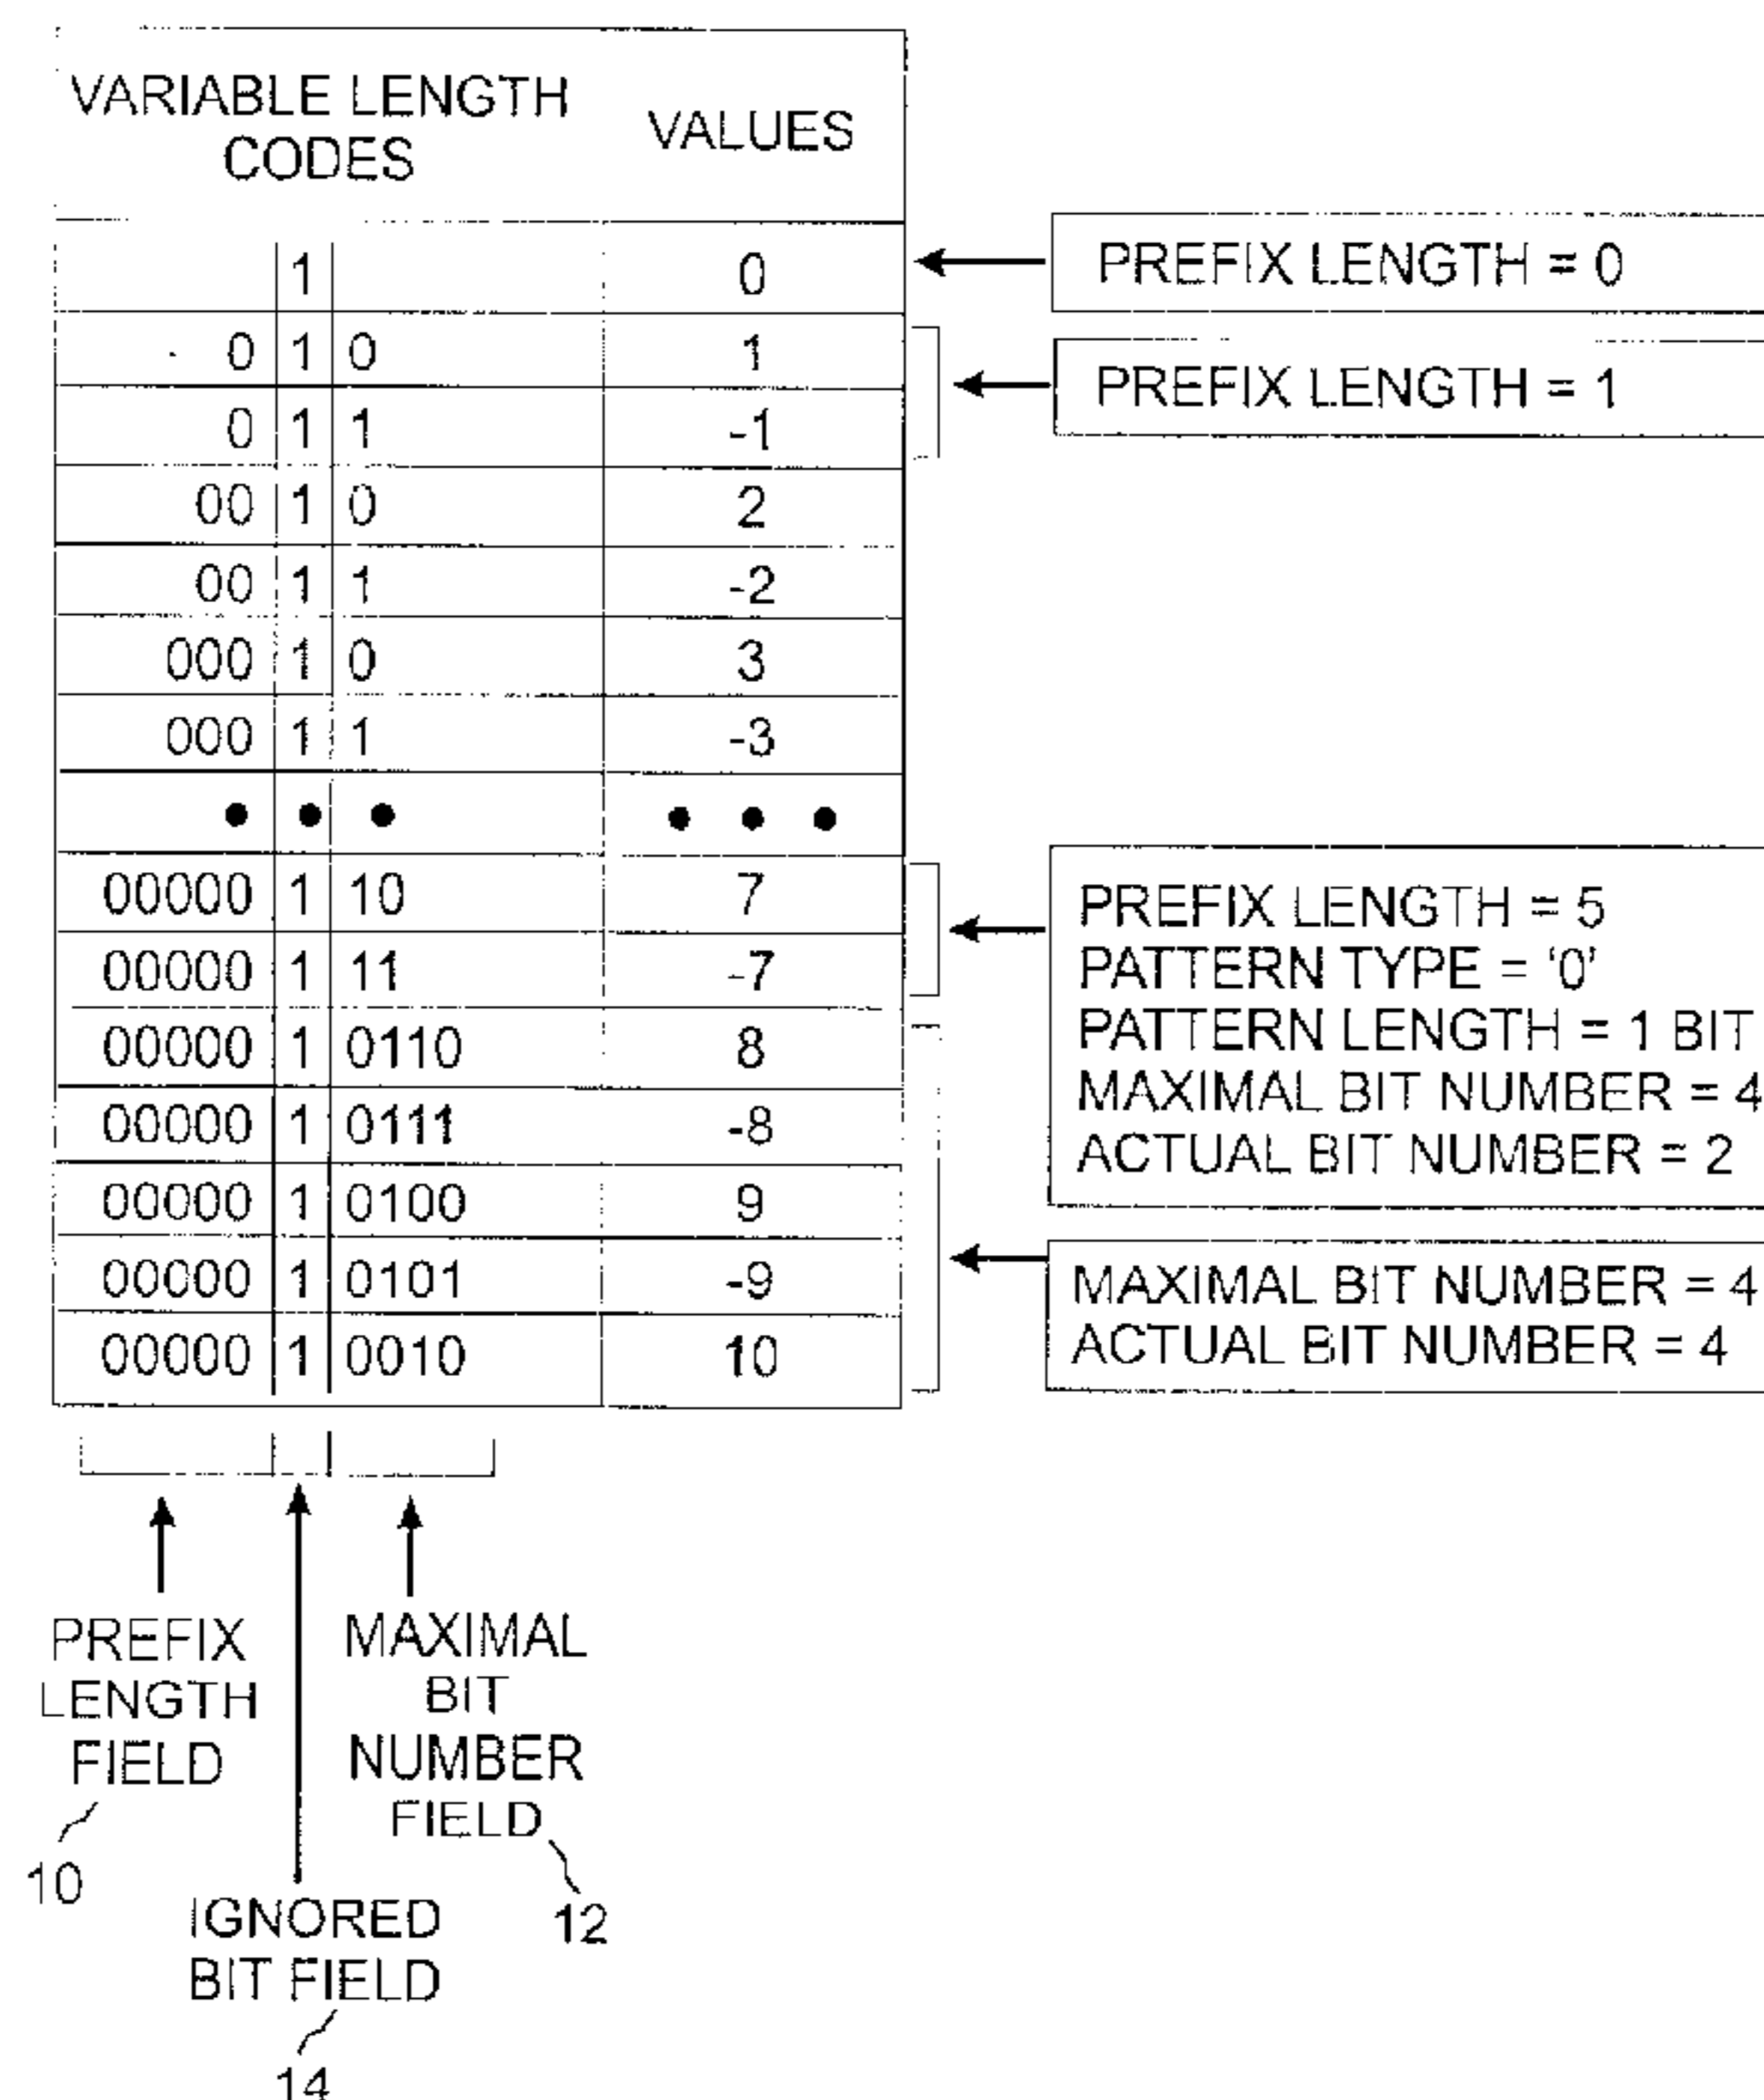 VARIABLE LENGTH
CODES
VALUES
1 0
0 1 0 1
0 1 1 -1
00 1 0 2
00 1 1 -2
000 1 0 3
000 1 1 -3
• • • • • •
00000 1 10 7
00000 1 11 -7
00000 1 0110 8
00000 1 0111 -8
00000 1 0100 9
00000 1 0101 -9
00000 1 0010 10
PREFIX LENGTH = 0
PREFIX LENGTH = 1
PREFIX LENGTH = 5
PATTERN TYPE = '0'
PATTERN LENGTH = 1 BIT
MAXIMAL BIT NUMBER = 4
ACTUAL BIT NUMBER = 2
MAXIMAL BIT NUMBER = 4
ACTUAL BIT NUMBER = 4
PREFIX
LENGTH
FIELD
10
MAXIMAL
BIT
NUMBER
FIELD
12
IGNORED
BIT FIELD
14